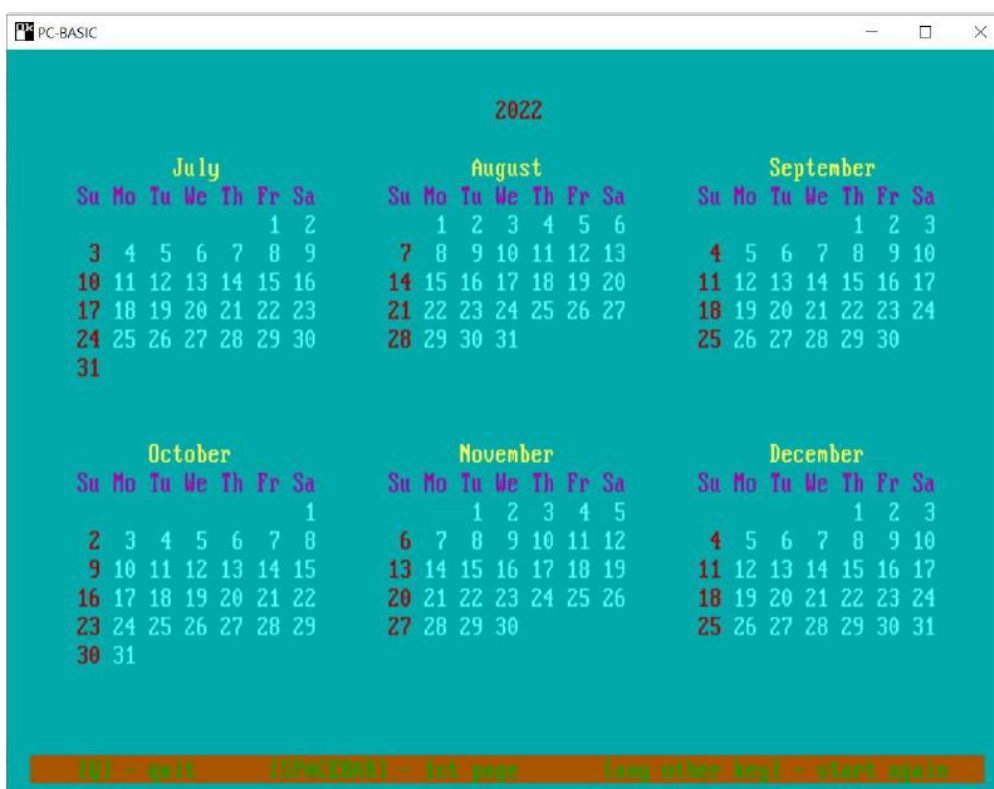 PC-BASIC
2022
July August September
Su Mo Tu We Th Fr Sa Su Mo Tu We Th Fr Sa Su Mo Tu We Th Fr Sa
1 2 1 2 3 4 5 6 1 2 3
3 4 5 6 7 8 9 7 8 9 10 11 12 13 4 5 6 7 8 9 10
10 11 12 13 14 15 16 14 15 16 17 18 19 20 11 12 13 14 15 16 17
17 18 19 20 21 22 23 21 22 23 24 25 26 27 18 19 20 21 22 23 24
24 25 26 27 28 29 30 28 29 30 31 25 26 27 28 29 30
31
October November December
Su Mo Tu We Th Fr Sa Su Mo Tu We Th Fr Sa Su Mo Tu We Th Fr Sa
1 1 2 3 4 5 1 2 3
2 3 4 5 6 7 8 6 7 8 9 10 11 12 4 5 6 7 8 9 10
9 10 11 12 13 14 15 13 14 15 16 17 18 19 11 12 13 14 15 16 17
16 17 18 19 20 21 22 20 21 22 23 24 25 26 18 19 20 21 22 23 24
23 24 25 26 27 28 29 27 28 29 30 25 26 27 28 29 30 31
30 31
[Q] - quit [SPACEBAR] - 1st page [any other key] - start again